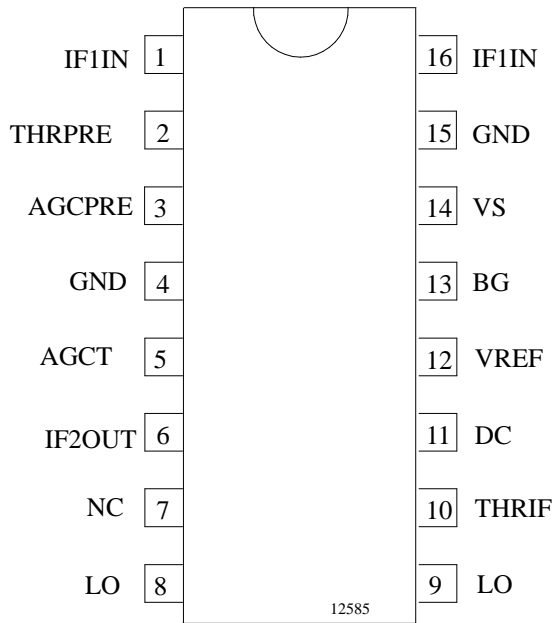 IF1IN 1 16 IF1IN
THRPRE 2 15 GND
AGCPRE 3 14 VS
GND 4 13 BG
AGCT 5 12 VREF
IF2OUT 6 11 DC
NC 7 10 THRIF
LO 8 9 LO
12585